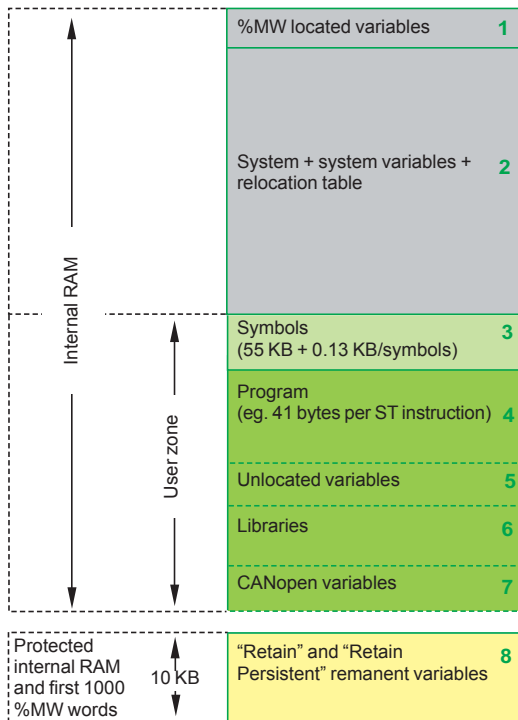 %MW located variables 1
System + system variables + 2
relocation table
Internal RAM
Symbols 3
(55 KB + 0.13 KB/symbols)
User zone
Program
(eg. 41 bytes per ST instruction) 4
Unlocated variables 5
Libraries 6
CANopen variables 7
Protected
internal RAM
and first 1000
%MW words
10 KB
“Retain” and “Retain 8
Persistent” remanent variables